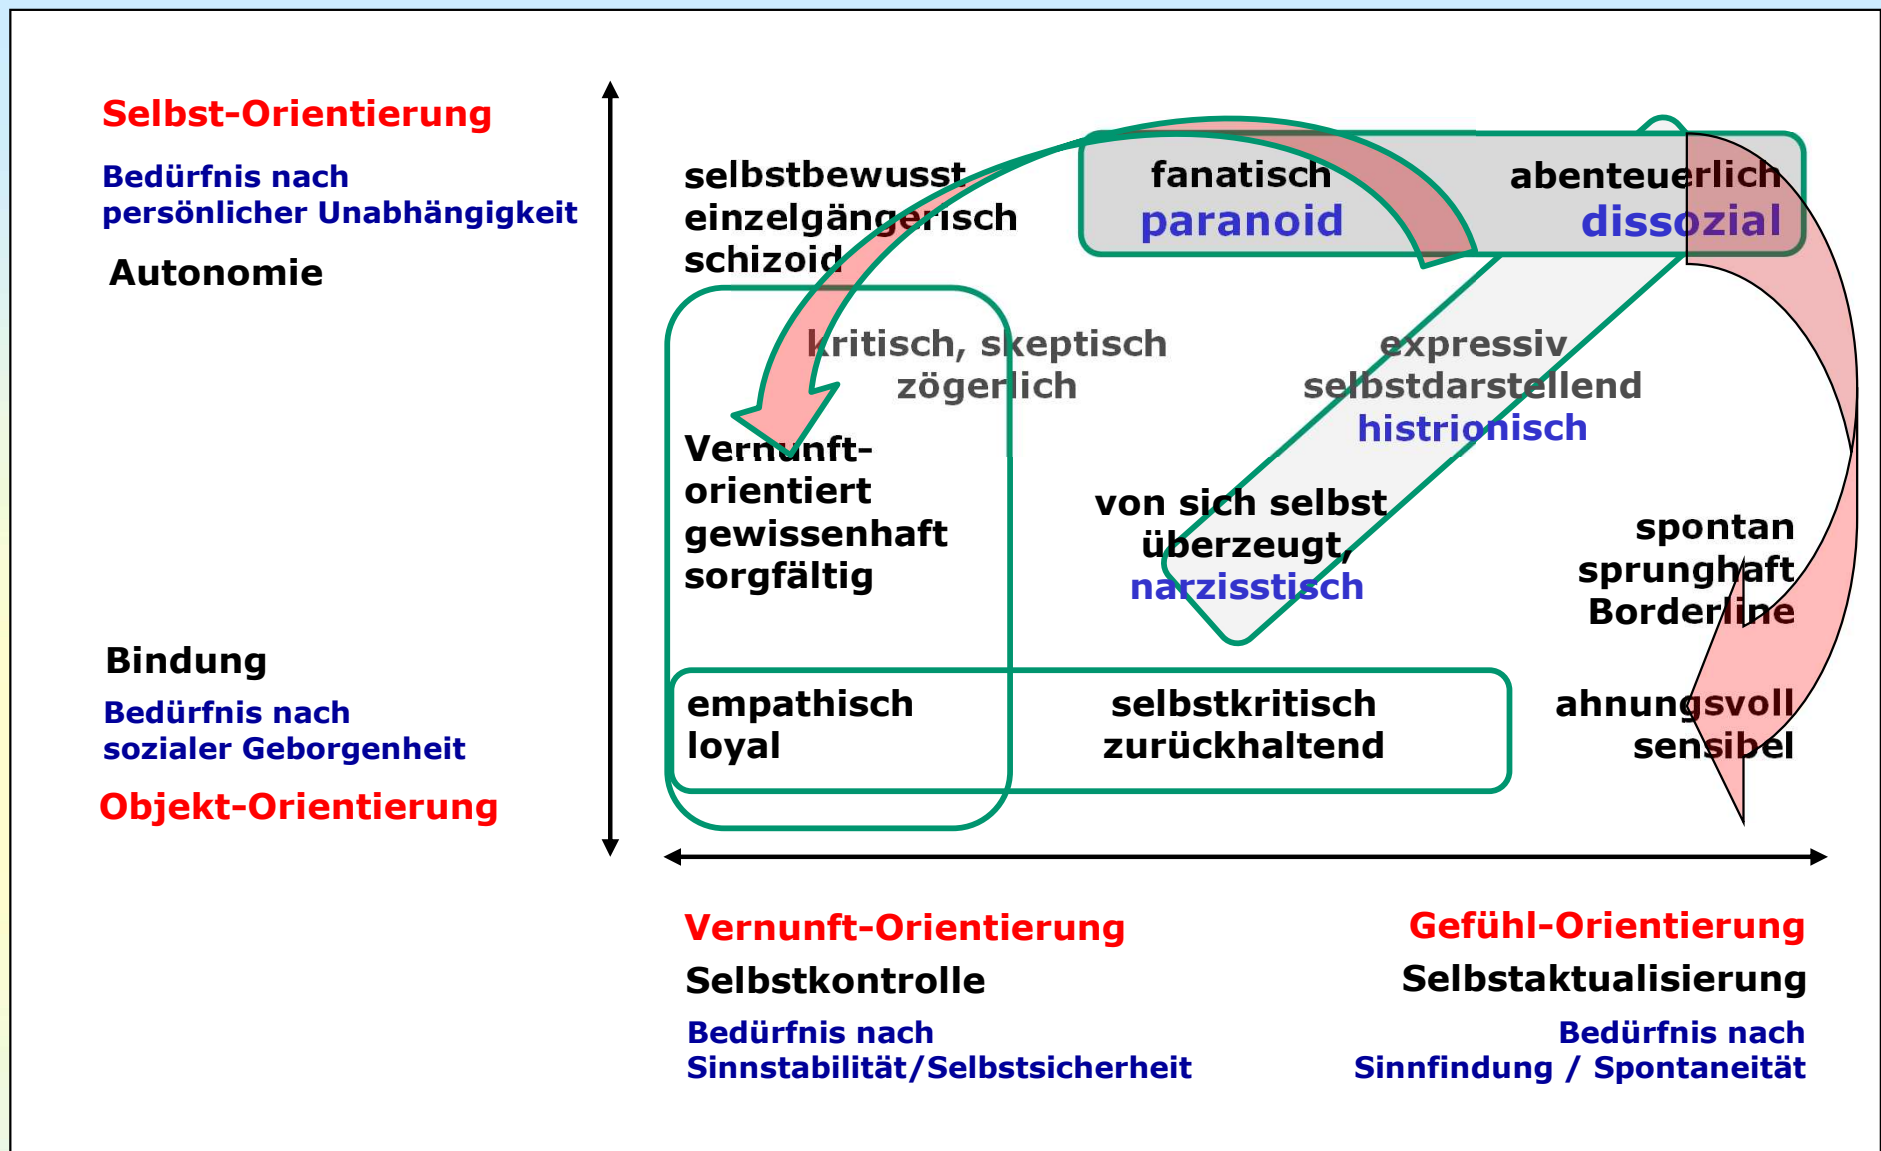 Selbst-Orientierung
Bedürfnis nach
persönlicher Unabhängigkeit
Autonomie
Bindung
Bedürfnis nach
sozialer Geborgenheit
Objekt-Orientierung
selbstbewusst
einzelgängerisch
schizoid
fanatisch
paranoid
abenteuerlich
dissozial
kritisch, skeptisch
zögerlich
expressiv
selbstdarstellend
histrionisch
Vernunft-
orientiert
gewissenhaft
sorgfältig
von sich selbst
überzeugt,
narzisstisch
spontan
sprunghaft
Borderline
empathisch
loyal
selbstkritisch
zurückhaltend
ahnungsvoll
sensibel
Vernunft-Orientierung
Selbstkontrolle
Bedürfnis nach
Sinnstabilität/Selbstsicherheit
Gefühl-Orientierung
Selbstaktualisierung
Bedürfnis nach
Sinnfindung / Spontaneität